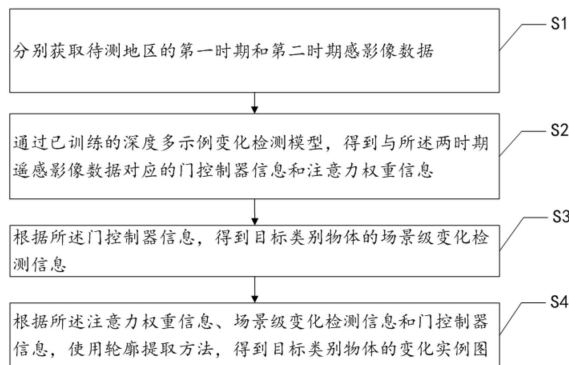 分别获取待测地区的第一时期和第二时期感影像数据
S1
通过已训练的深度多示例变化检测模型，得到与所述两时期
遥感影像数据对应的门控制器信息和注意力权重信息
S2
根据所述门控制器信息，得到目标类别物体的场景级变化检
测信息
S3
根据所述注意力权重信息、场景级变化检测信息和门控制器
信息，使用轮廓提取方法，得到目标类别物体的变化实例图
S4